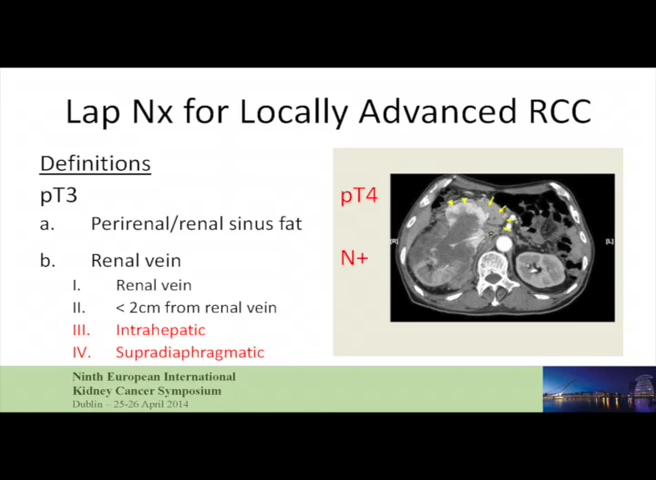 Lap Nx for Locally Advanced RCC
Definitions
pT3
a. Perirenal/renal sinus fat
b. Renal vein
I. Renal vein
II. < 2cm from renal vein
III. Intrahepatic
IV. Supradiaphragmatic
pT4
N+
[R]
[L]
Ninth European International
Kidney Cancer Symposium
Dublin – 25-26 April 2014